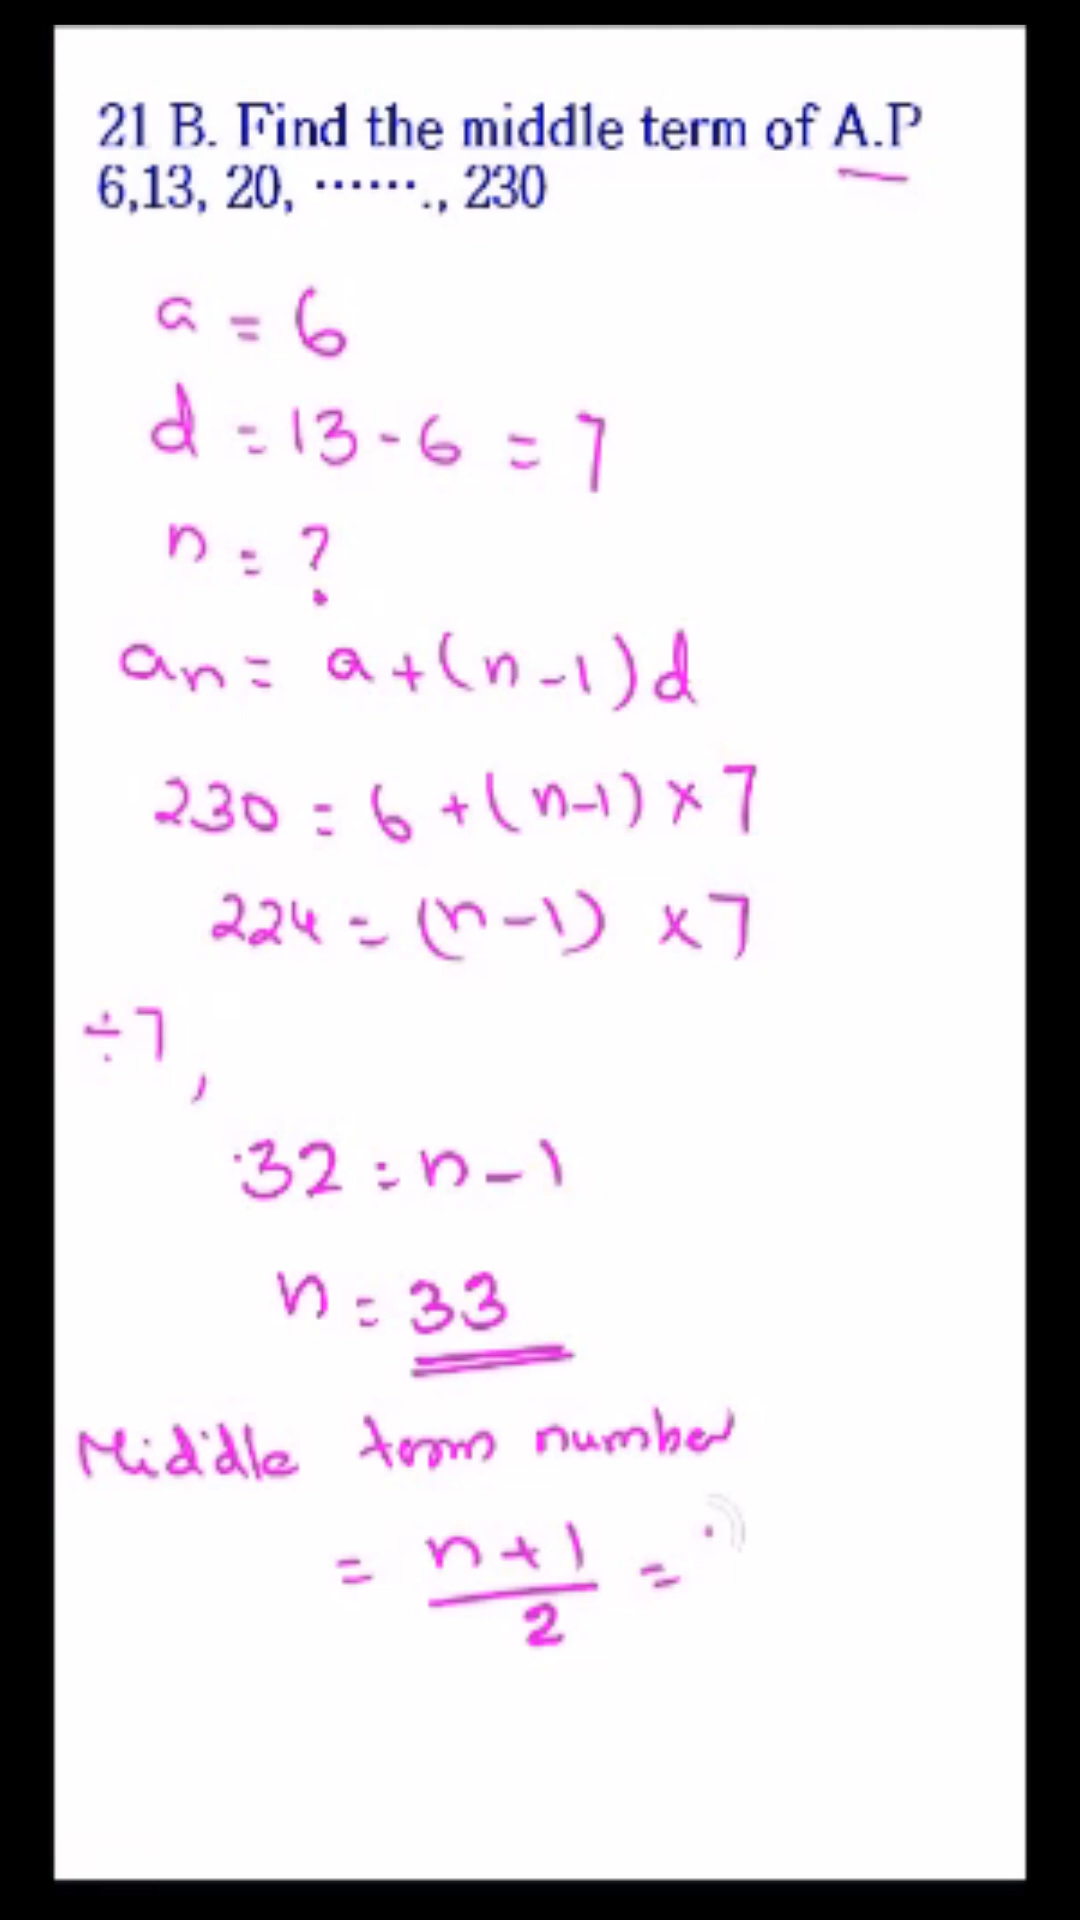 21 B. Find the middle term of A.P
6,13, 20, ......., 230
a = 6
d = 13 - 6 = 7
n = ?
an = a + (n - 1) d
230 = 6 + (n-1) × 7
224 = (n - 1) × 7
÷7,
32 = n - 1
n = 33
Middle term number
= n + 1 =
2